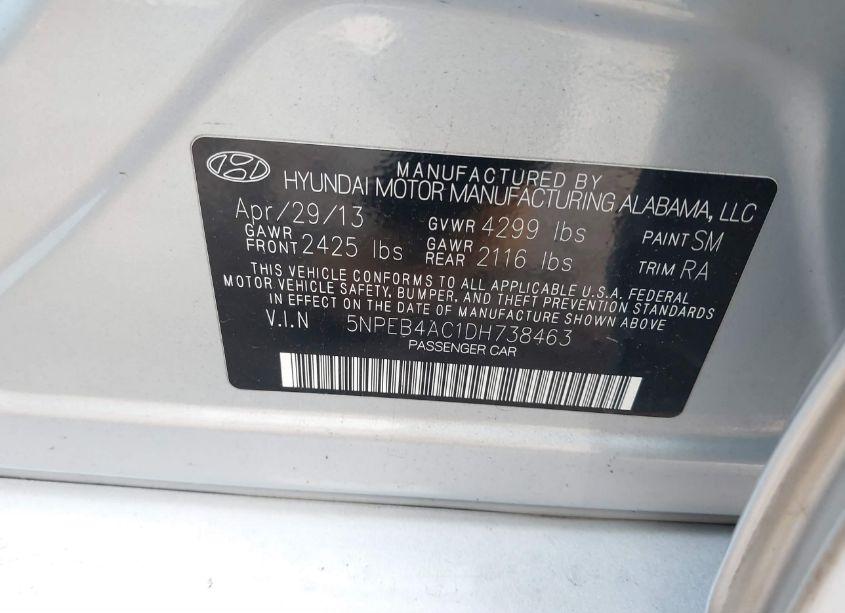 MANUFACTURED BY
HYUNDAI MOTOR MANUFACTURING ALABAMA, LLC
Apr/29/13 GVWR 4299 lbs PAINT SM
GAWR FRONT 2425 lbs GAWR REAR 2116 lbs TRIM RA
THIS VEHICLE CONFORMS TO ALL APPLICABLE U.S.A. FEDERAL
MOTOR VEHICLE SAFETY, BUMPER, AND THEFT PREVENTION STANDARDS
IN EFFECT ON THE DATE OF MANUFACTURE SHOWN ABOVE
V.I.N 5NPEB4AC1DH738463
PASSENGER CAR